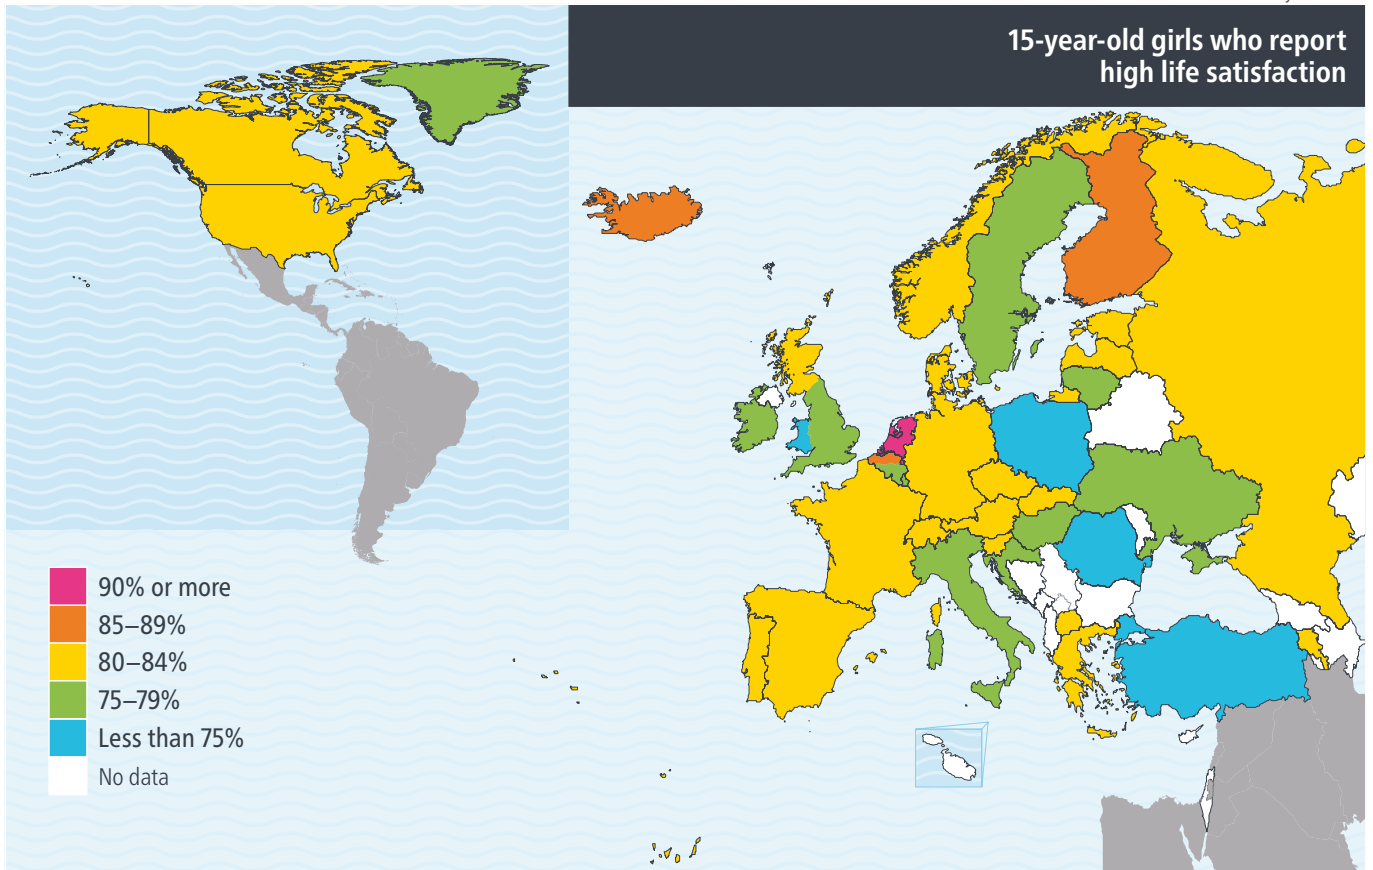 15-year-old girls who report
high life satisfaction
90% or more
85–89%
80–84%
75–79%
Less than 75%
No data